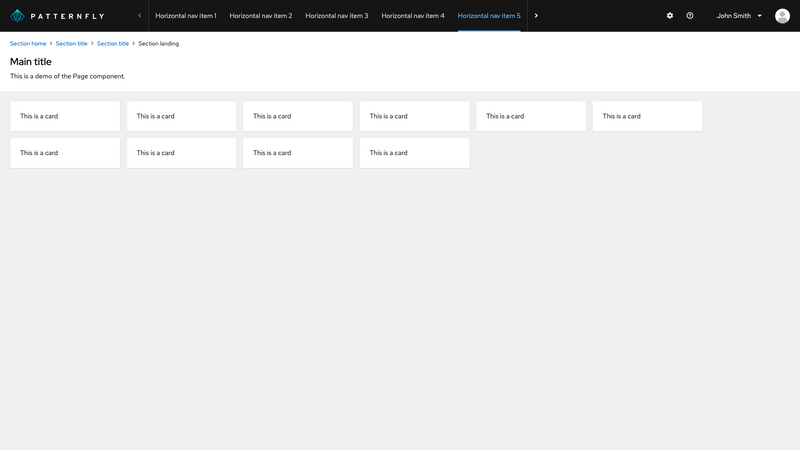 PATTERNFLY Horizontal nav item 1 Horizontal nav item 2 Horizontal nav item 3 Horizontal nav item 4 Horizontal nav item 5 John Smith
Section home Section title Section title Section landing
Main title
This is a demo of the Page component.
This is a card This is a card This is a card This is a card This is a card This is a card
This is a card This is a card This is a card This is a card